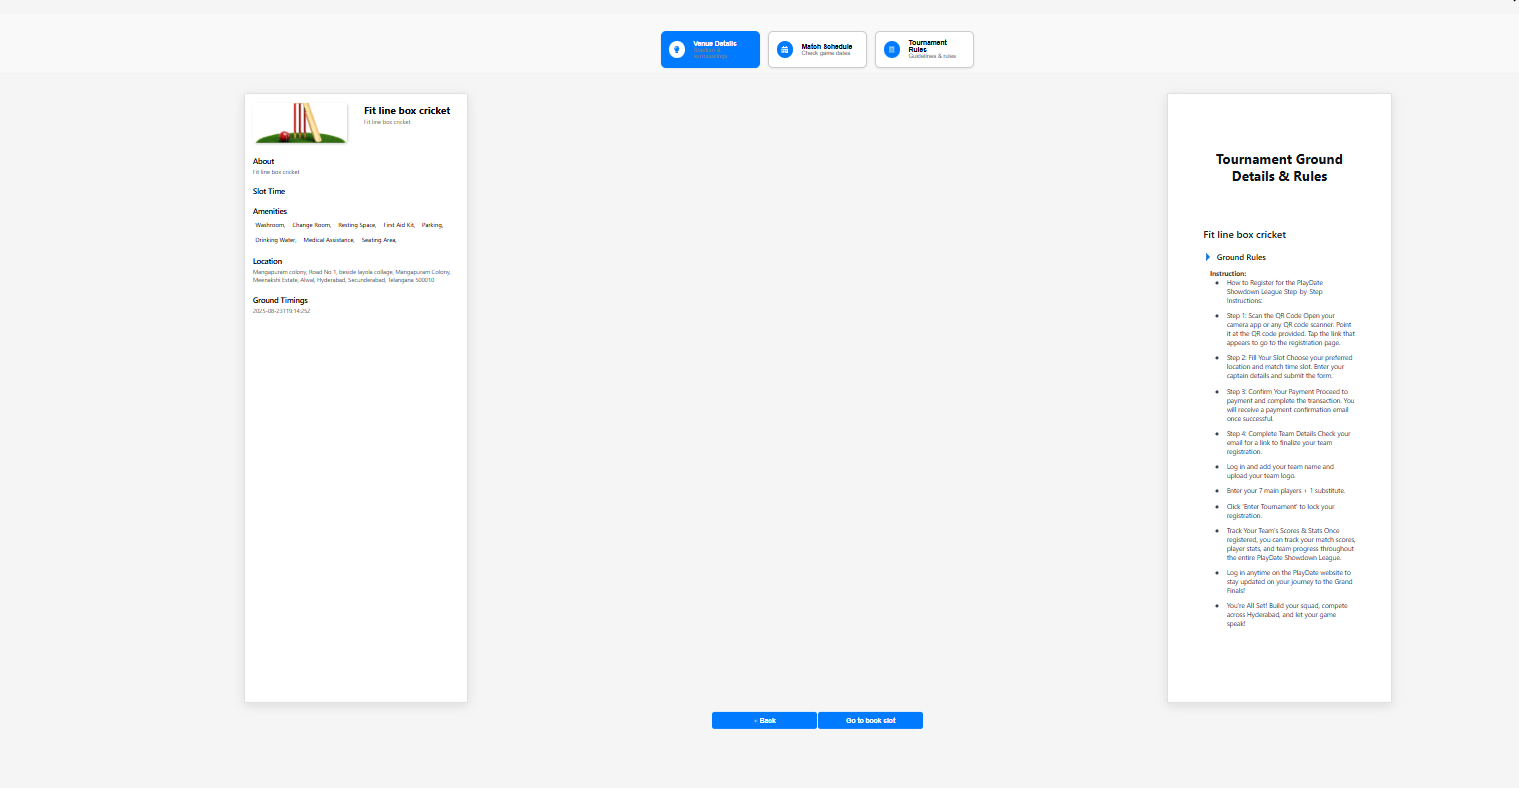 Venue Details
Stadium &
surroundings
Match Schedule
Check game dates
Tournament
Rules
Guidelines & rules
Fit line box cricket
Fit line box cricket
About
Fit line box cricket
Slot Time
Amenities
Washroom, Change Room, Resting Space, First Aid Kit, Parking,
Drinking Water, Medical Assistance, Seating Area,
Location
Mangapuram colony, Road No 1, beside layola collage, Mangapuram Colony,
Meenakshi Estate, Alwal, Hyderabad, Secunderabad, Telangana 500010
Ground Timings
2025-08-23T19:14:25Z
Tournament Ground
Details & Rules
Fit line box cricket
Ground Rules
Instruction:
How to Register for the PlayDate
Showdown League Step-by-Step
Instructions:
Step 1: Scan the QR Code Open your
camera app or any QR code scanner. Point
it at the QR code provided. Tap the link that
appears to go to the registration page.
Step 2: Fill Your Slot Choose your preferred
location and match time slot. Enter your
captain details and submit the form.
Step 3: Confirm Your Payment Proceed to
payment and complete the transaction. You
will receive a payment confirmation email
once successful.
Step 4: Complete Team Details Check your
email for a link to finalize your team
registration.
Log in and add your team name and
upload your team logo.
Enter your 7 main players + 1 substitute.
Click 'Enter Tournament' to lock your
registration.
Track Your Team's Scores & Stats Once
registered, you can track your match scores,
player stats, and team progress throughout
the entire PlayDate Showdown League.
Log in anytime on the PlayDate website to
stay updated on your journey to the Grand
Finals!
You're All Set! Build your squad, compete
across Hyderabad, and let your game
speak!
Back
Go to book slot